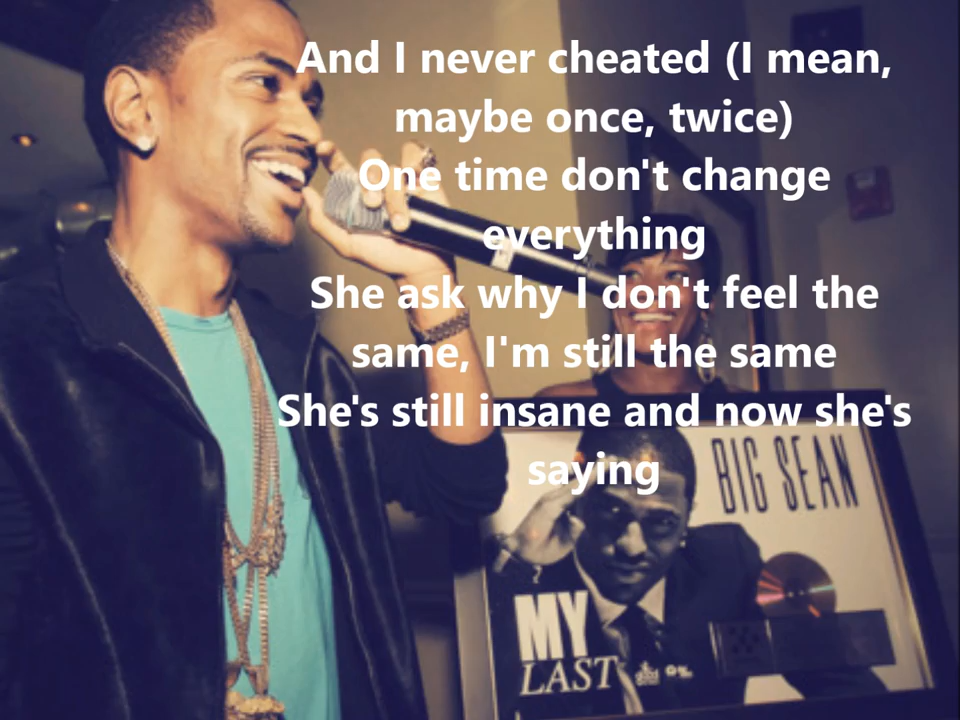 And I never cheated (I mean,
maybe once, twice)
One time don't change
everything
She ask why I don't feel the
same, I'm still the same
She's still insane and now she's
saying
BIG SEAN
MY
LAST